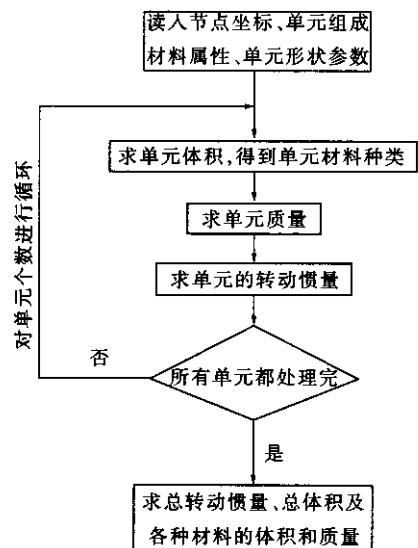 读入节点坐标、单元组成
材料属性、单元形状参数
求单元体积,得到单元材料种类
求单元质量
求单元的转动惯量
对单元个数进行循环
所有单元都处理完
否
是
求总转动惯量、总体积及
各种材料的体积和质量